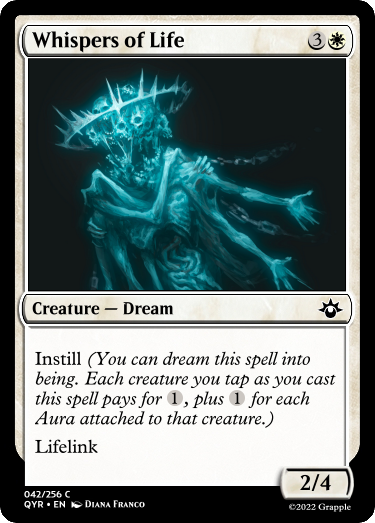 Whispers of Life 3
Creature — Dream
Instill (You can dream this spell into
being. Each creature you tap as you cast
this spell pays for 1, plus 1 for each
Aura attached to that creature.)
Lifelink
2/4
042/256 C
QYR • EN Diana Franco
©2022 Grapple